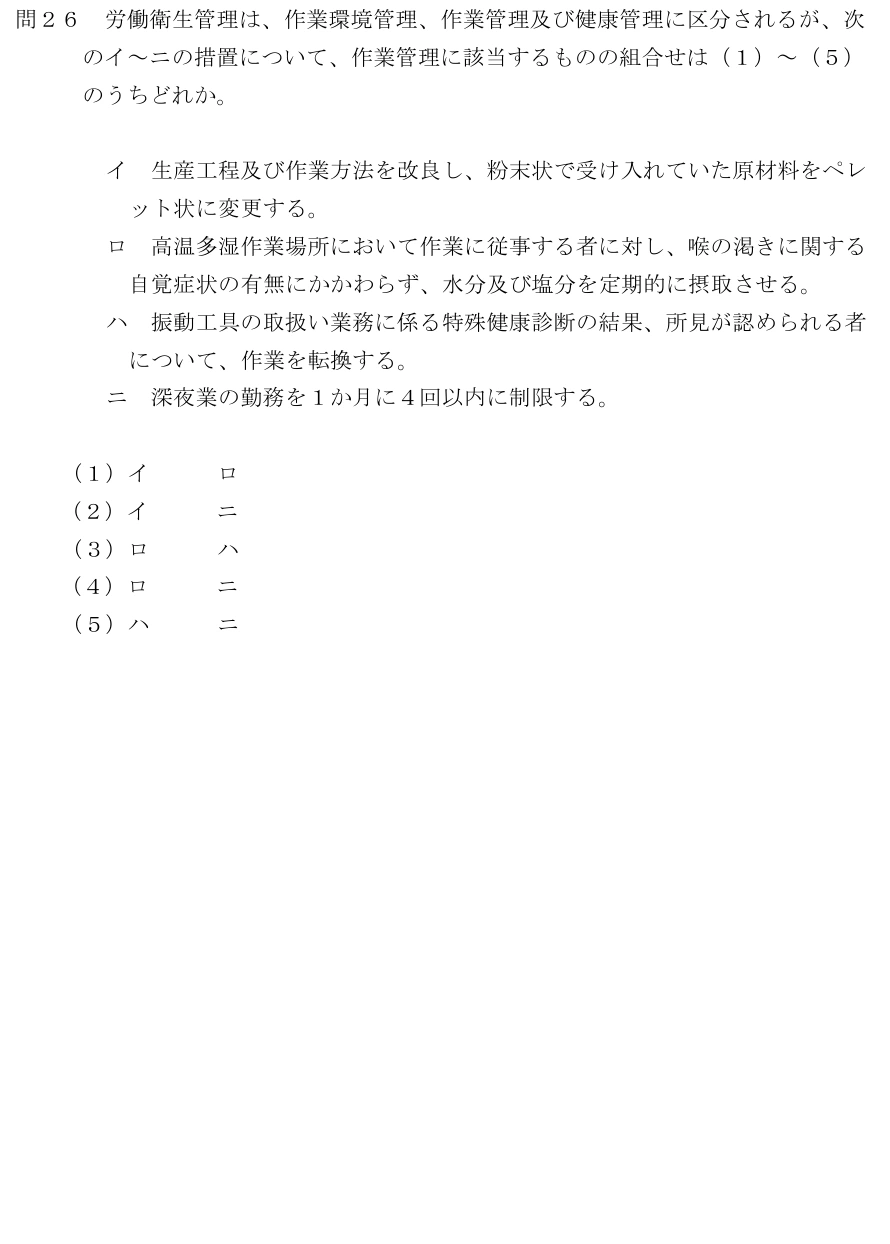 問２６　労働衛生管理は、作業環境管理、作業管理及び健康管理に区分されるが、次
のイ～ニの措置について、作業管理に該当するものの組合せは（１）～（５）
のうちどれか。
イ　生産工程及び作業方法を改良し、粉末状で受け入れていた原材料をペレ
ット状に変更する。
ロ　高温多湿作業場所において作業に従事する者に対し、喉の渇きに関する
自覚症状の有無にかかわらず、水分及び塩分を定期的に摂取させる。
ハ　振動工具の取扱い業務に係る特殊健康診断の結果、所見が認められる者
について、作業を転換する。
ニ　深夜業の勤務を１か月に４回以内に制限する。
（１）イ　　　ロ
（２）イ　　　ニ
（３）ロ　　　ハ
（４）ロ　　　ニ
（５）ハ　　　ニ